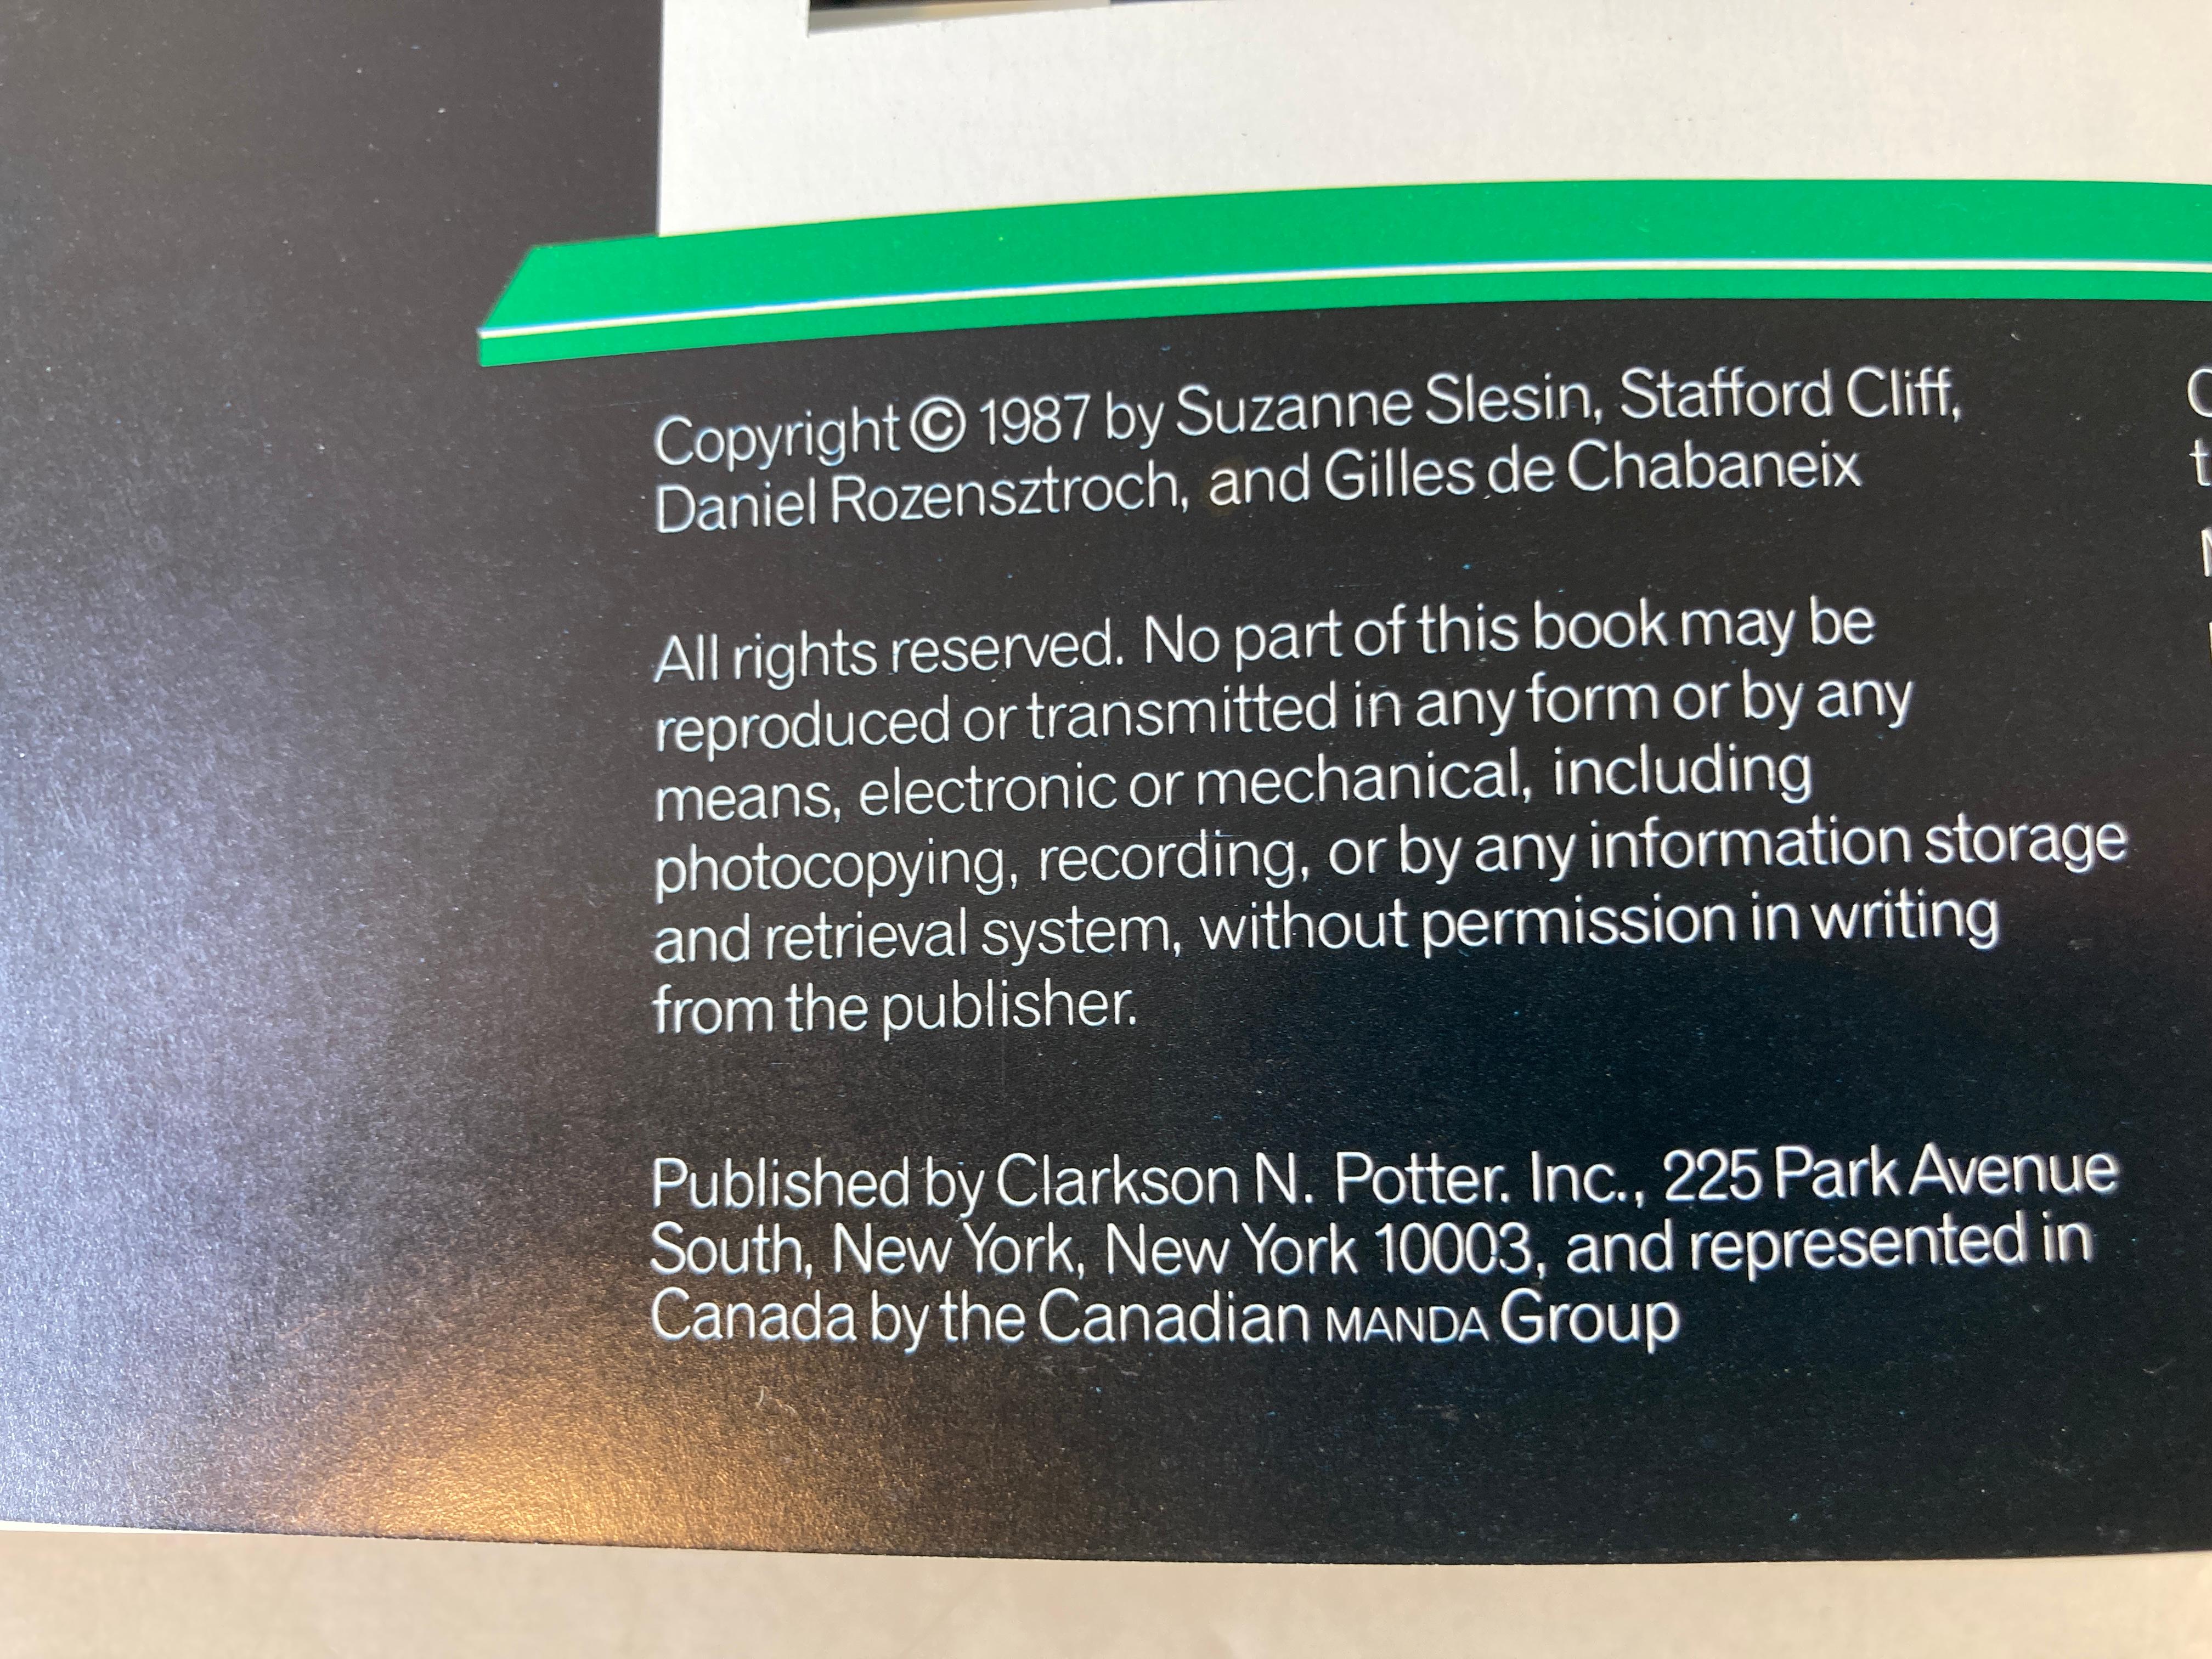 Copyright © 1987 by Suzanne Slesin, Stafford Cliff,
Daniel Rozensztroch, and Gilles de Chabaneix
All rights reserved. No part of this book may be
reproduced or transmitted in any form or by any
means, electronic or mechanical, including
photocopying, recording, or by any information storage
and retrieval system, without permission in writing
from the publisher.
Published by Clarkson N. Potter. Inc., 225 Park Avenue
South, New York, New York 10003, and represented in
Canada by the Canadian MANDA Group